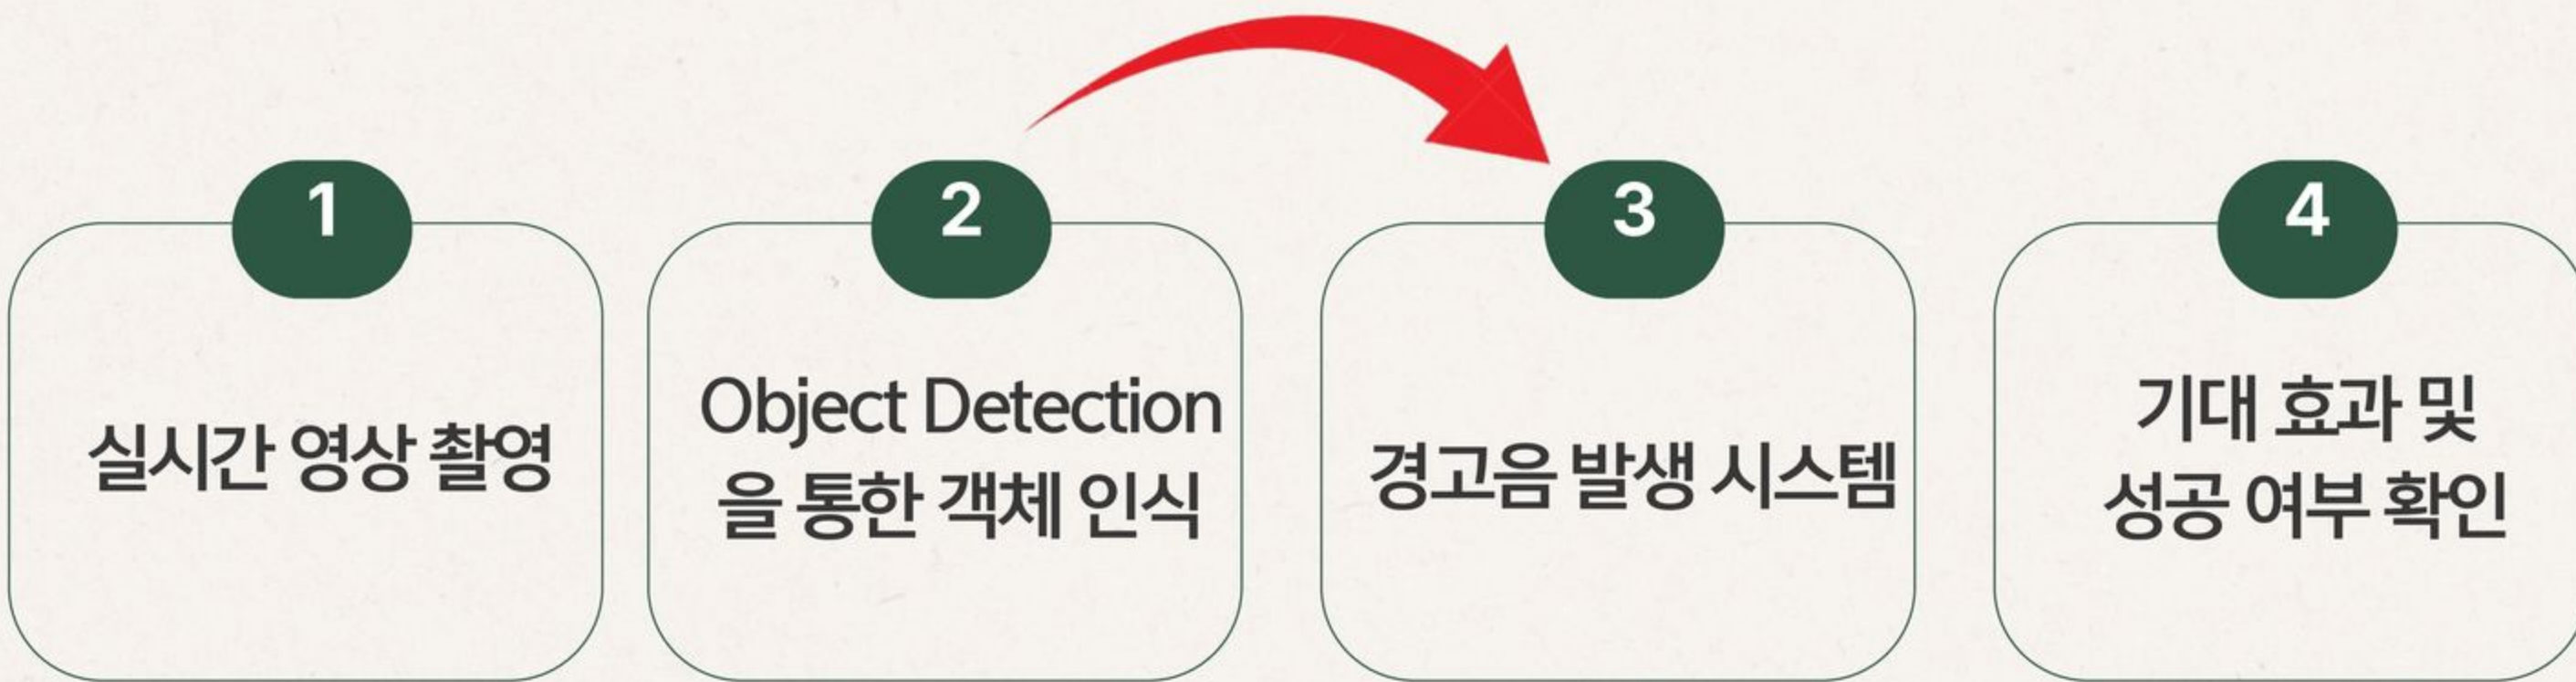 1
실시간 영상 촬영
2
Object Detection
을 통한 객체 인식
3
경고음 발생 시스템
4
기대 효과 및
성공 여부 확인